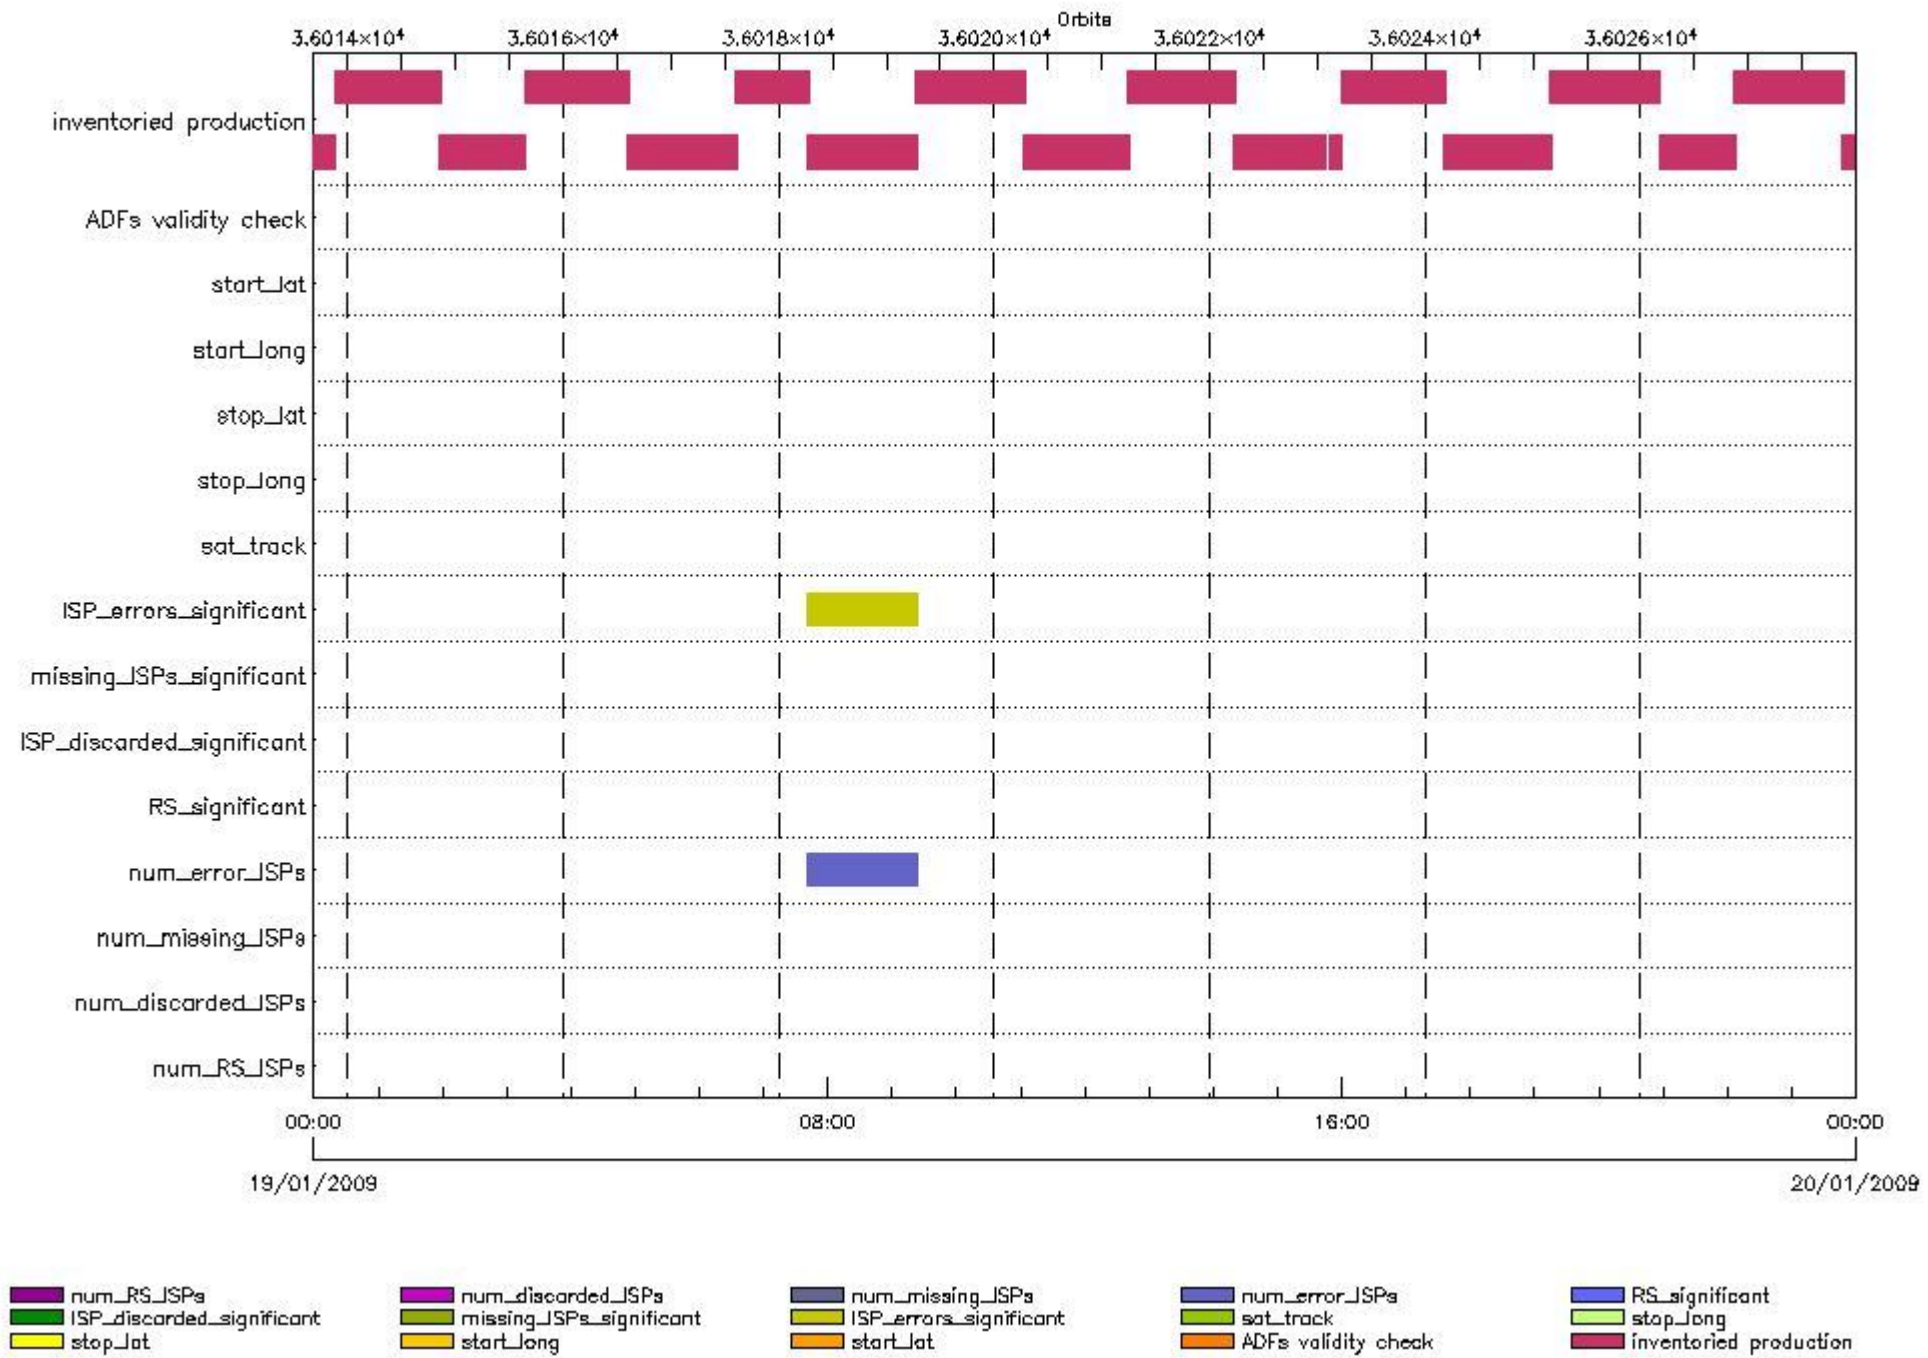 Orbits
3.6014×10⁴ 3.6016×10⁴ 3.6018×10⁴ 3.6020×10⁴ 3.6022×10⁴ 3.6024×10⁴ 3.6026×10⁴
inventoried production
ADFs validity check
start_lat
start_long
stop_lat
stop_long
sat_track
ISP_errors_significant
missing_ISPs_significant
ISP_discarded_significant
RS_significant
num_error_ISPs
num_missing_ISPs
num_discarded_ISPs
num_RS_ISPs
00:00 08:00 16:00 00:00
19/01/2009 20/01/2009
num_RS_ISPs num_discarded_ISPs num_missing_ISPs num_error_ISPs RS_significant
ISP_discarded_significant missing_ISPs_significant ISP_errors_significant sat_track stop_long
stop_lat start_long start_lat ADFs validity check inventoried production